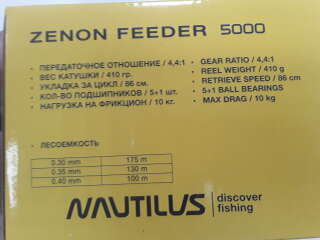 ZENON FEEDER 5000
• ПЕРЕДАТОЧНОЕ ОТНОШЕНИЕ / 4,4:1
• ВЕС КАТУШКИ / 410 гр.
• УКЛАДКА ЗА ЦИКЛ / 86 см.
• КОЛ-ВО ПОДШИПНИКОВ / 5+1 шт.
• НАГРУЗКА НА ФРИКЦИОН / 10 кг.
• GEAR RATIO / 4,4:1
• REEL WEIGHT / 410 g
• RETRIEVE SPEED / 86 cm
• 5+1 BALL BEARINGS
• MAX DRAG / 10 kg
• ЛЕСОЕМКОСТЬ
0.30 mm 175 m
0.35 mm 130 m
0.40 mm 100 m
NAUTILUS
discover
fishing